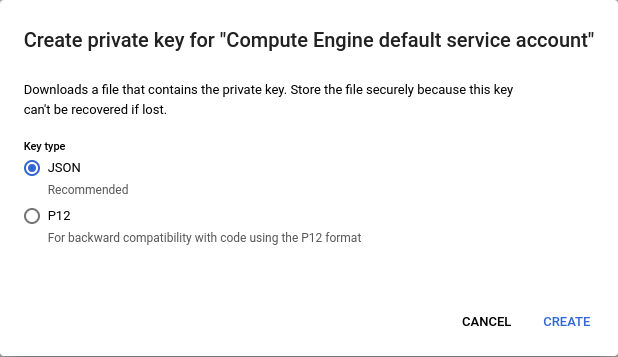 Create private key for "Compute Engine default service account"
Downloads a file that contains the private key. Store the file securely because this key
can't be recovered if lost.
Key type
JSON
Recommended
P12
For backward compatibility with code using the P12 format
CANCEL CREATE